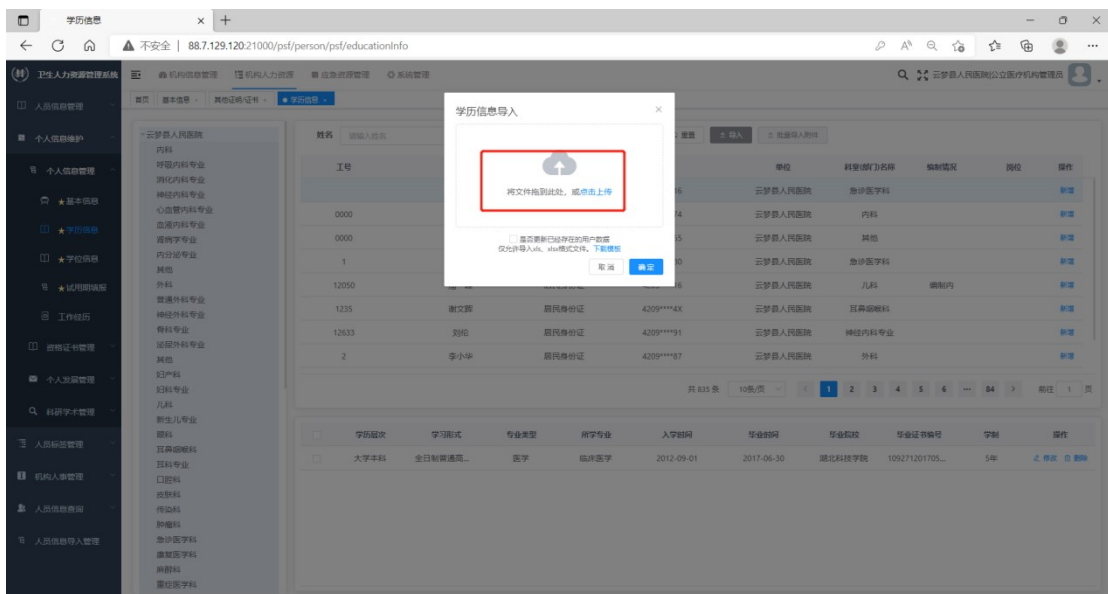 学历信息
不安全 | 88.7.129.120:21000/psf/person/psf/educationInfo
卫生人力资源管理系统
机构信息管理 机构人力资源 应急资源管理 系统管理
云梦县人民医院公立医疗机构管理员
首页 基本信息 其他证明/证书 学历信息
人员信息管理
个人信息维护
个人信息管理
★基本信息
★学历信息
★学位信息
★试用期填报
工作经历
资格证书管理
个人发展管理
科研学术管理
人员标签管理
机构人事管理
人员信息查询
人员信息导入管理
云梦县人民医院
内科
呼吸内科专业
消化内科专业
神经内科专业
心血管内科专业
血液内科专业
肾病学专业
内分泌专业
其他
外科
普通外科专业
神经外科专业
骨科专业
泌尿外科专业
其他
妇产科
妇科专业
儿科
新生儿专业
眼科
耳鼻咽喉科
耳科专业
口腔科
皮肤科
传染科
肿瘤科
急诊医学科
康复医学科
麻醉科
重症医学科
姓名 请输入姓名 重置 导入 批量导入附件
学历信息导入
将文件拖到此处，或点击上传
是否更新已经存在的用户数据
仅允许导入xls、xlsx格式文件。下载模板
取消 确定
工号 单位 科室(部门)名称 编制情况 岗位 操作
云梦县人民医院 急诊医学科 新增
0000 云梦县人民医院 内科 新增
0000 云梦县人民医院 其他 新增
1 云梦县人民医院 急诊医学科 新增
12050 云梦县人民医院 儿科 编制内 新增
1235 谢文辉 居民身份证 4209****4X 云梦县人民医院 耳鼻咽喉科 新增
12633 刘伦 居民身份证 4209****91 云梦县人民医院 神经内科专业 新增
2 李小华 居民身份证 4209****87 云梦县人民医院 外科 新增
共 835 条 10条/页 < 1 2 3 4 5 6 ... 84 > 前往 1 页
学历层次 学习形式 专业类型 所学专业 入学时间 毕业时间 毕业院校 毕业证书编号 学制 操作
大学本科 全日制普通高... 医学 临床医学 2012-09-01 2017-06-30 湖北科技学院 109271201705... 5年 修改 删除